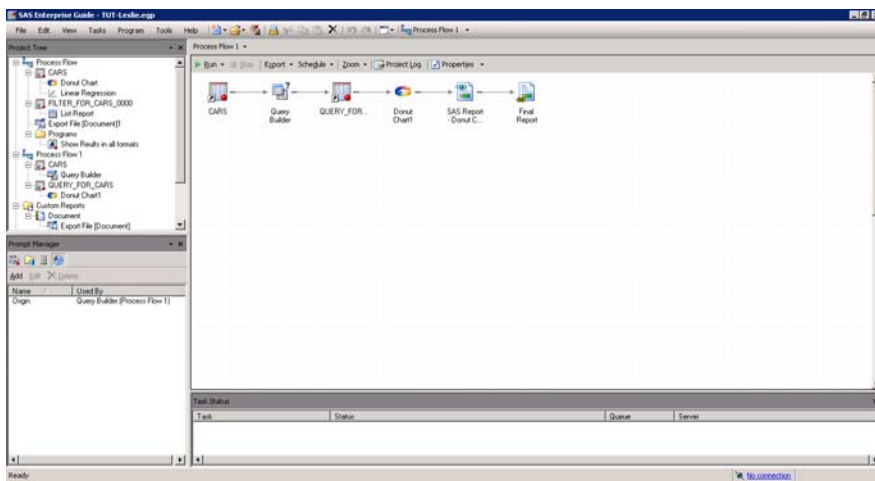 SAS Enterprise Guide - TUT-Leslie.egp
File Edit View Tasks Program Tools Help Process Flow 1
Project Tree
Process Flow
CARS
Donut Chart
Linear Regression
FILTER_FOR_CARS_0000
List Report
Export File [Document]1
Programs
Show Reults in all formats
Process Flow 1
CARS
Query Builder
QUERY_FOR_CARS
Donut Chart1
Custom Reports
Document
Export File [Document]
Prompt Manager
Add Edit Delete
Name Used By
Origin Query Builder (Process Flow 1)
Process Flow 1
Run Stop Export Schedule Zoom Project Log Properties
CARS
Query Builder
QUERY_FOR...
Donut Chart1
SAS Report - Donut C...
Final Report
Task Status
Task Status Queue Server
Ready
No connection